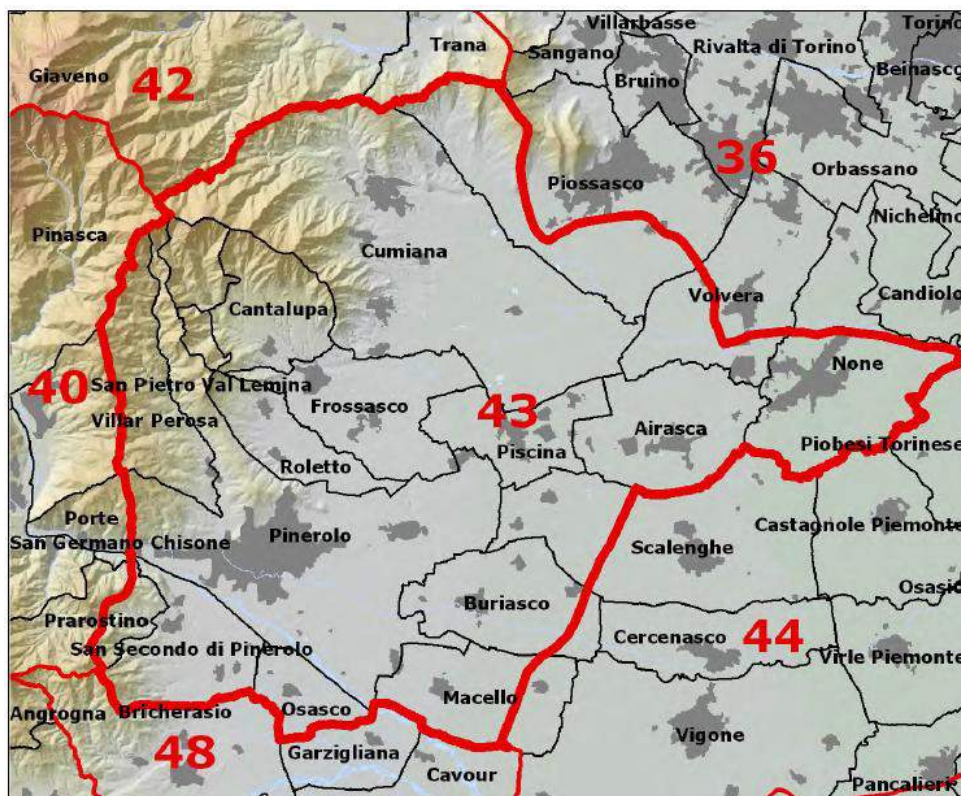 Villarbasse
Torino
Trana
Sangano
Rivalta di Torino
Giaveno
42
Bruino
Beinasco
36
Piossasco
Orbassano
Nichelino
Pinasca
Cumiana
Volvera
Candiolo
Cantalupa
None
40
San Pietro Val Lemina
Frossasco
43
Villar Perosa
Airasca
Piscina
Piobesi Torinese
Roletto
Porte
Castagnole Piemonte
San Germano Chisone
Pinerolo
Scalenghe
Osasio
Buriasco
Prarostino
Cercenasco
44
San Secondo di Pinerolo
Virle Piemonte
Macello
Angrogna
Bricherasio
Osasco
48
Garzigliana
Vigone
Cavour
Pancalieri